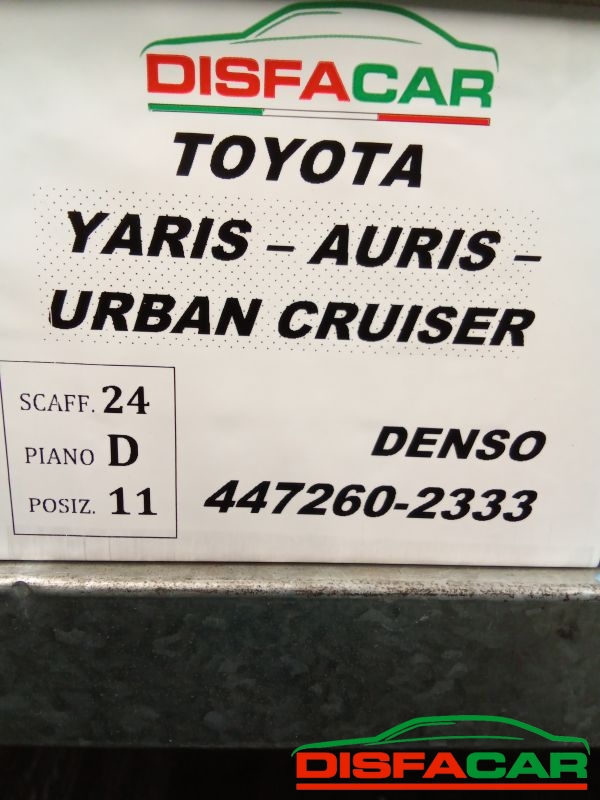 DISFACAR
TOYOTA
YARIS – AURIS –
URBAN CRUISER
SCAFF. 24
PIANO D
POSIZ. 11
DENSO
447260-2333
DISFACAR